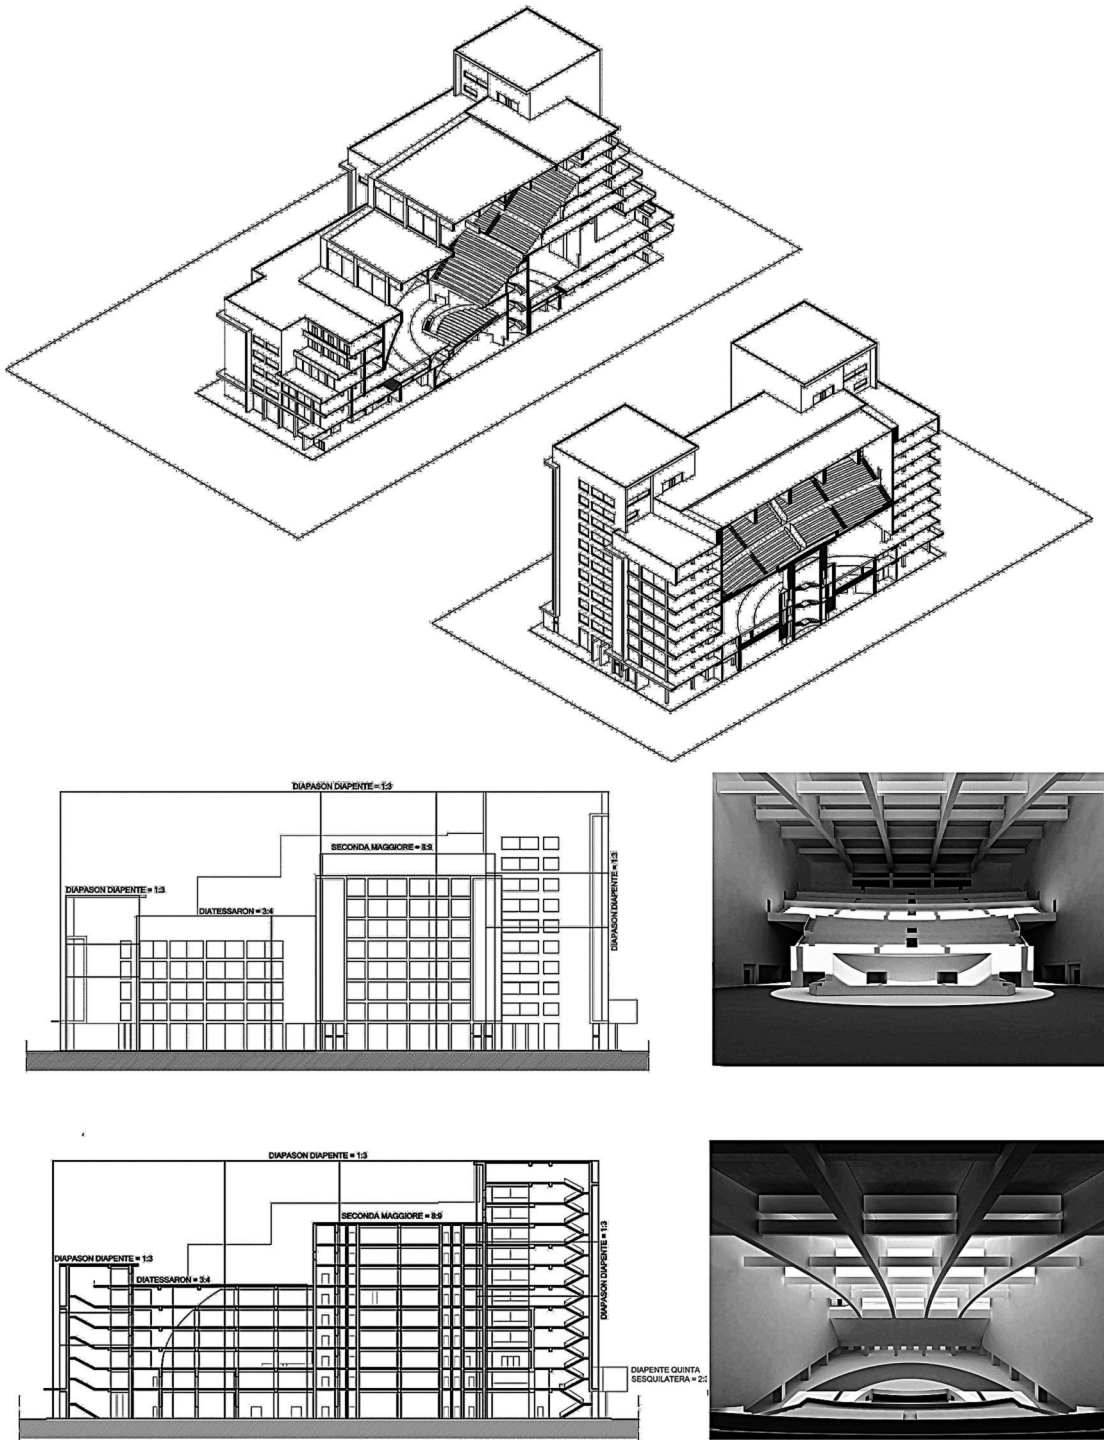 DIAPASON DIAPENTE = 1:3
SECONDA MAGGIORE = 8:9
DIAPASON DIAPENTE = 1:3
DIATESSARON = 3:4
DIAPASON DIAPENTE = 1:3
DIAPASON DIAPENTE = 1:3
SECONDA MAGGIORE = 8:9
DIAPASON DIAPENTE = 1:3
DIATESSARON = 3:4
DIAPASON DIAPENTE = 1:3
DIAPENTE QUINTA
SESQUILATERA = 2:3